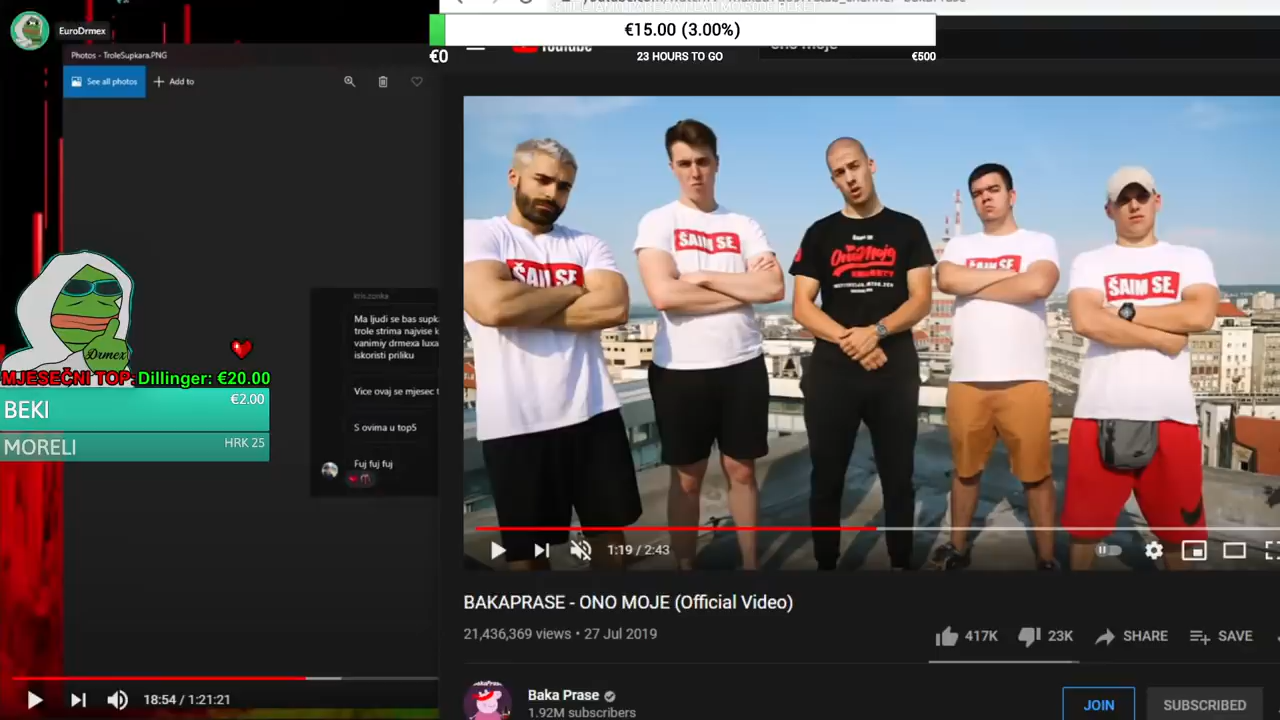 EuroDrmex
Photos - TroleSupkara.PNG
See all photos
Add to
€15.00 (3.00%)
€0
23 HOURS TO GO
€500
YouTube
ono moje
ŠAIM SE.
ŠAIM SE.
OnoMoje
ŠAIM SE.
ŠAIM SE.
kris.zonka
Ma ljudi se bas supk
trole strima najvise k
vanimiy drmexa luxa
iskoristi priliku
Vice ovaj se mjesec t
S ovima u top5
Fuj fuj fuj
Drmex
MJESEČNI TOP: Dillinger: €20.00
BEKI €2.00
MORELI HRK 25
1:19 / 2:43
BAKAPRASE - ONO MOJE (Official Video)
21,436,369 views • 27 Jul 2019
417K
23K
SHARE
SAVE
Baka Prase
1.92M subscribers
JOIN
SUBSCRIBED
18:54 / 1:21:21